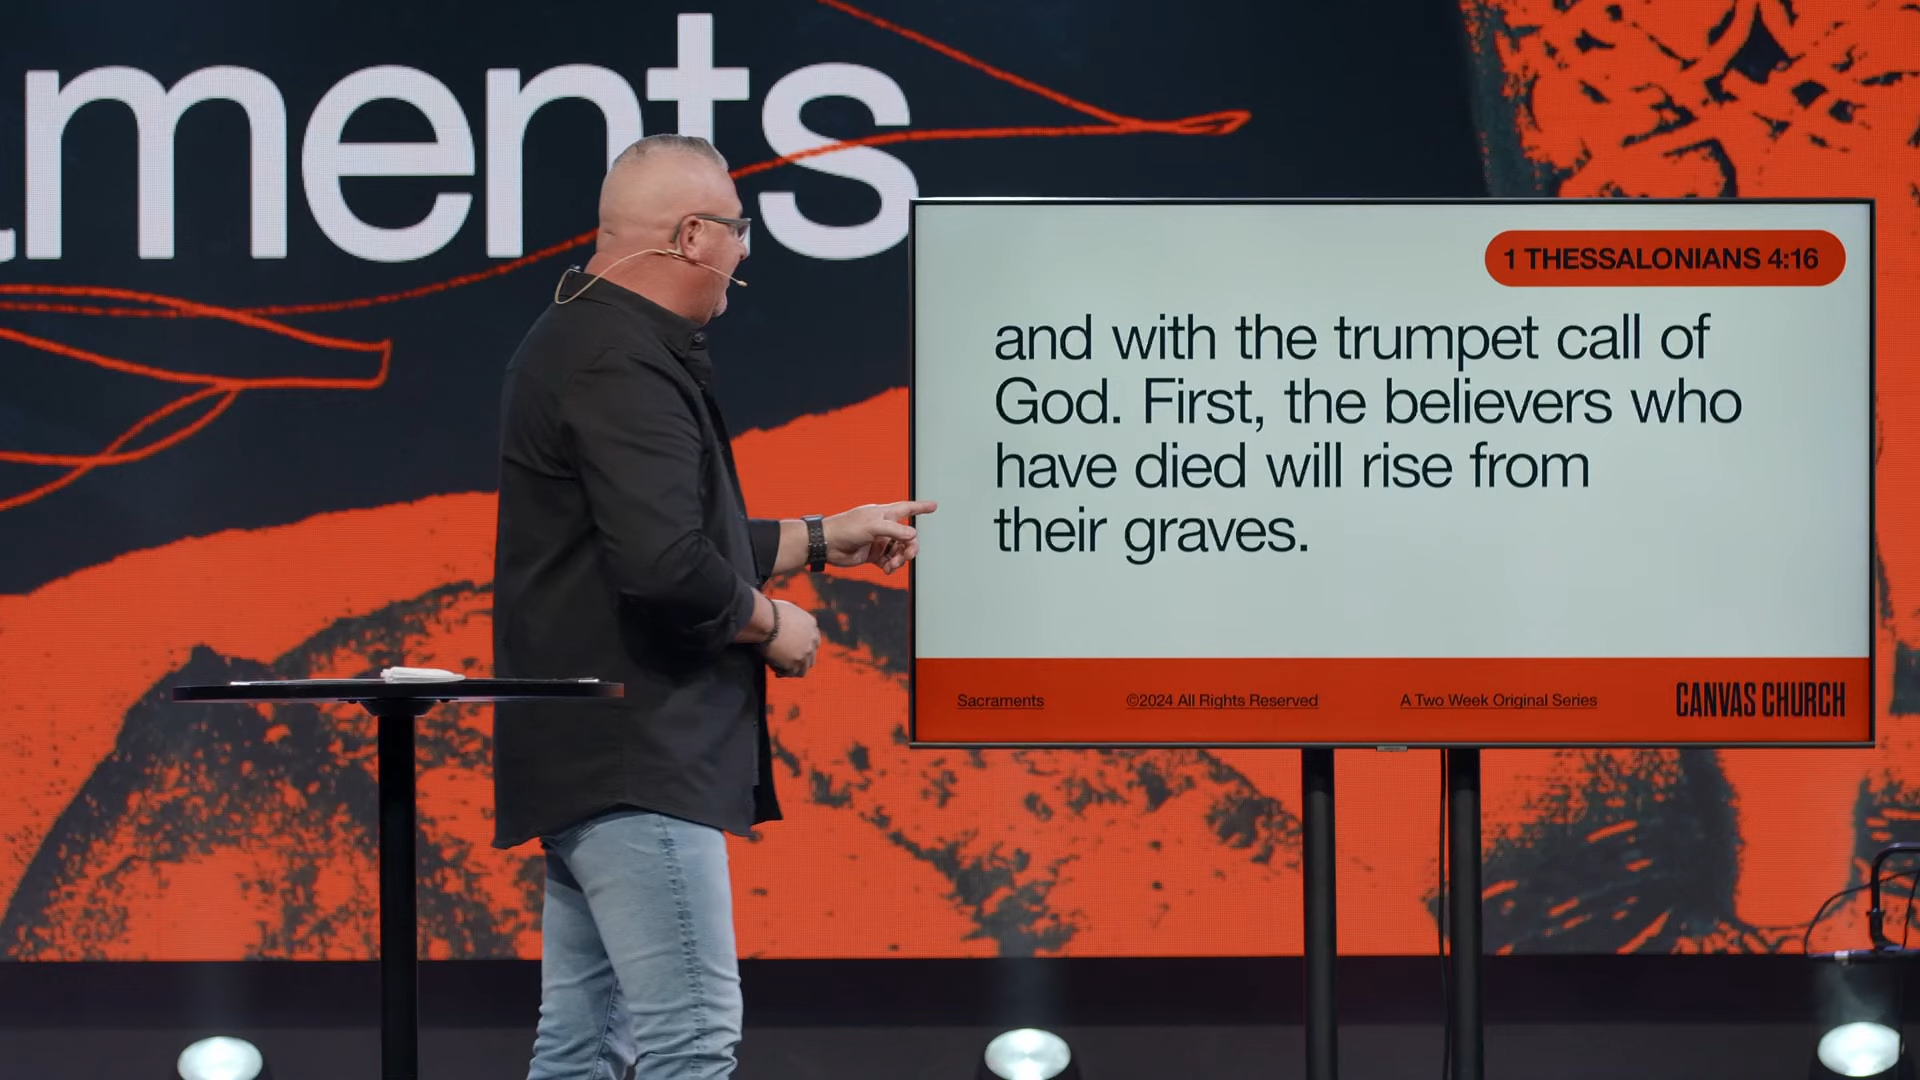 aments
1 THESSALONIANS 4:16
and with the trumpet call of
God. First, the believers who
have died will rise from
their graves.
Sacraments ©2024 All Rights Reserved A Two Week Original Series CANVAS CHURCH